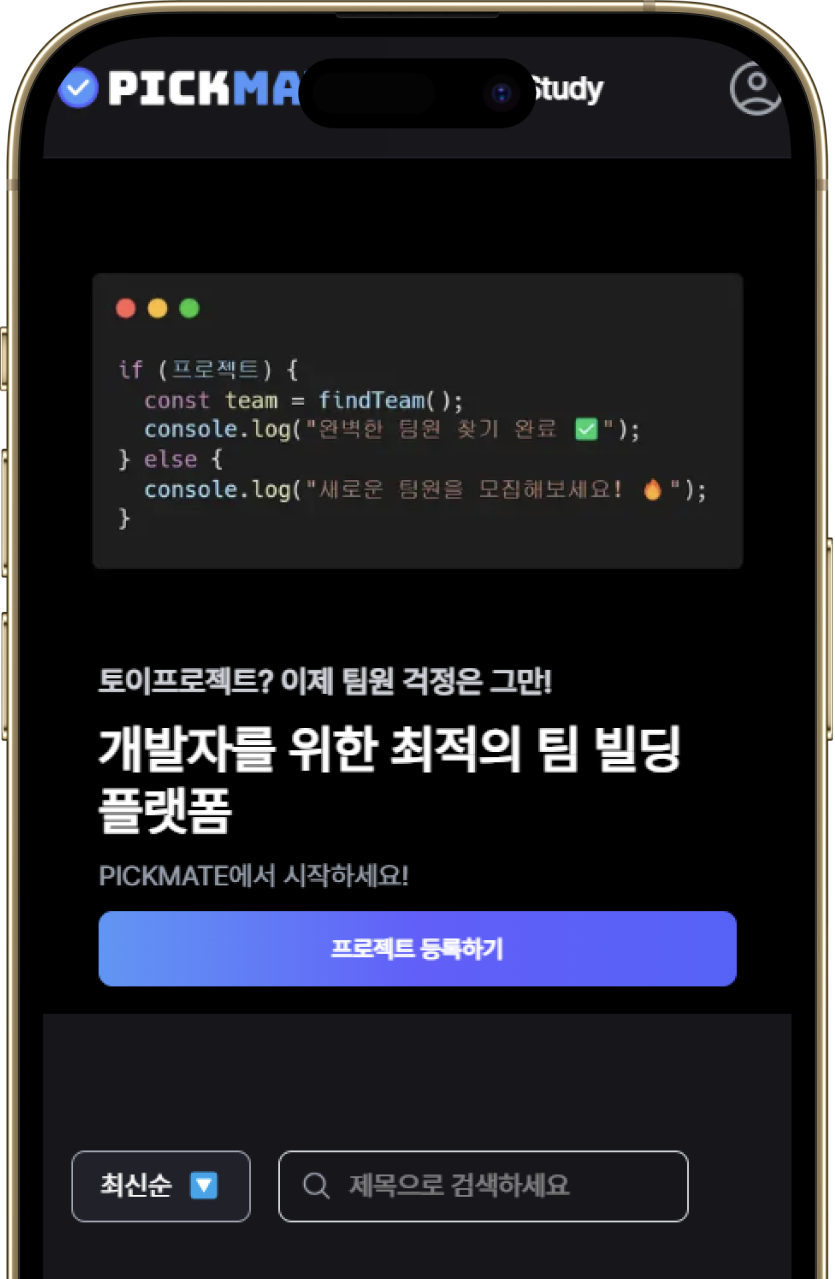 PICKMA
Study
if (프로젝트) {
const team = findTeam();
console.log("완벽한 팀원 찾기 완료 ✅");
} else {
console.log("새로운 팀원을 모집해보세요! 🔥");
}
토이프로젝트? 이제 팀원 걱정은 그만!
개발자를 위한 최적의 팀 빌딩
플랫폼
PICKMATE에서 시작하세요!
프로젝트 등록하기
최신순 🔽
제목으로 검색하세요